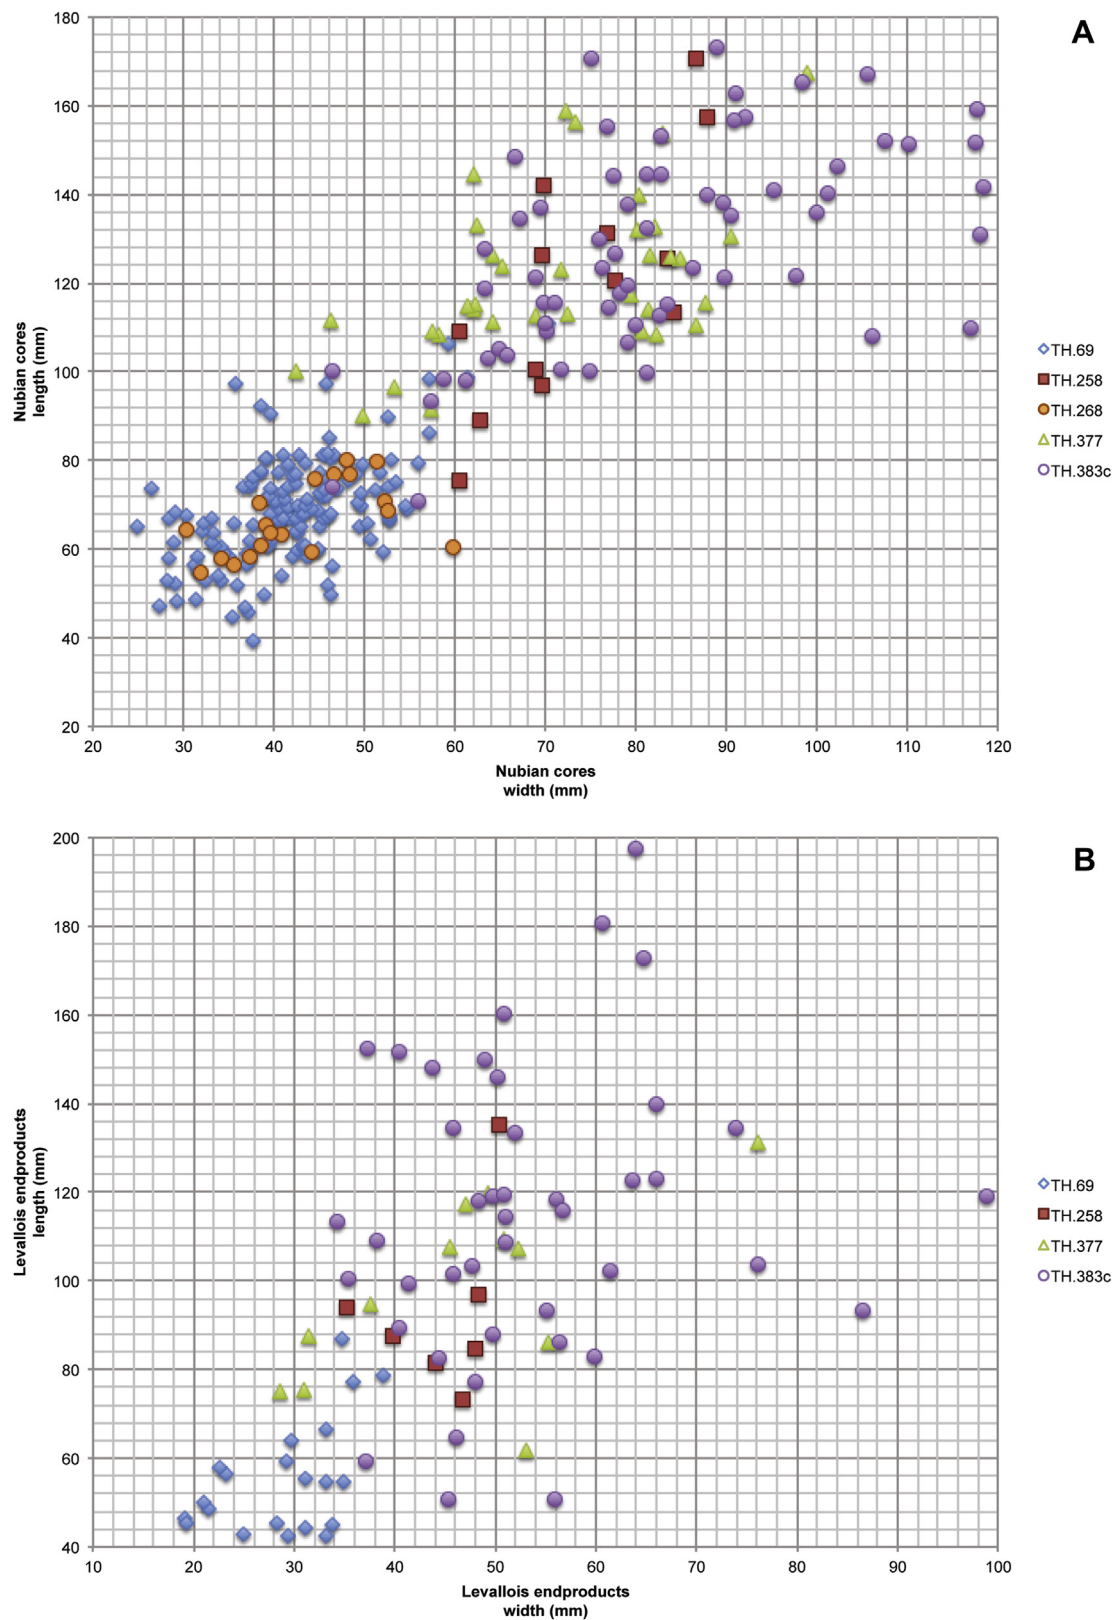 A
180
160
140
120
100
80
60
40
20
Nubian cores
length (mm)
20 30 40 50 60 70 80 90 100 110 120
Nubian cores
width (mm)
TH.69
TH.258
TH.268
TH.377
TH.383c
B
200
180
160
140
120
100
80
60
40
Levallois endproducts
length (mm)
10 20 30 40 50 60 70 80 90 100
Levallois endproducts
width (mm)
TH.69
TH.258
TH.377
TH.383c